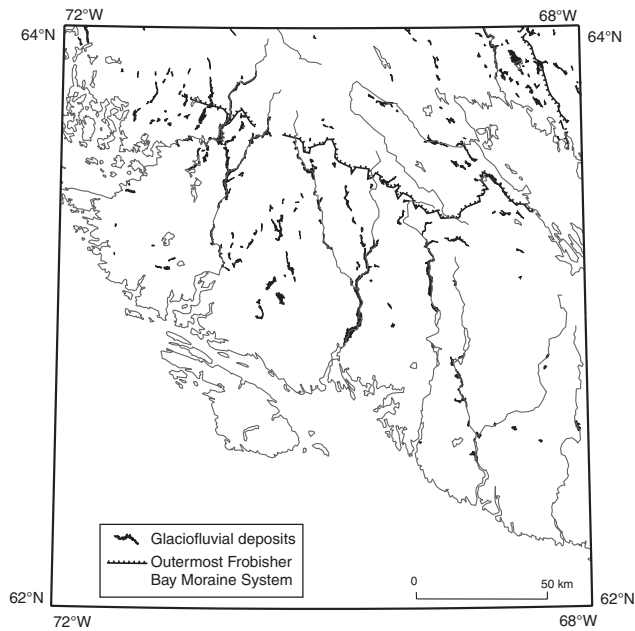 72°W 68°W
64°N 64°N
Glaciofluvial deposits
Outermost Frobisher
Bay Moraine System
0 50 km
62°N 62°N
72°W 68°W